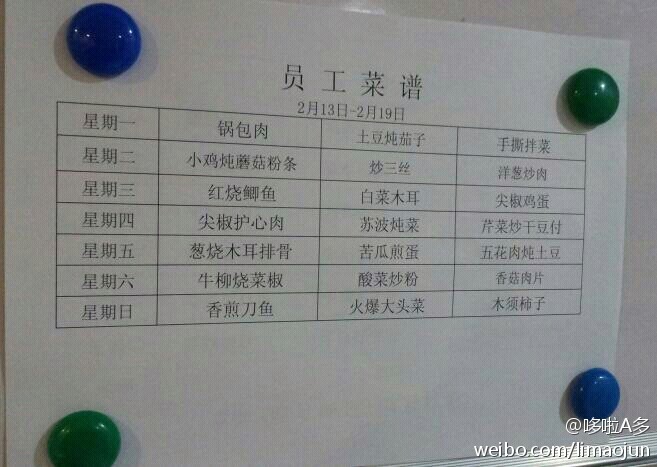 员工菜谱
2月13日-2月19日
星期一 锅包肉 土豆炖茄子 手撕拌菜
星期二 小鸡炖蘑菇粉条 炒三丝 洋葱炒肉
星期三 红烧鲫鱼 白菜木耳 尖椒鸡蛋
星期四 尖椒护心肉 苏波炖菜 芹菜炒干豆付
星期五 葱烧木耳排骨 苦瓜煎蛋 五花肉炖土豆
星期六 牛柳烧菜椒 酸菜炒粉 香菇肉片
星期日 香煎刀鱼 火爆大头菜 木须柿子
@哆啦A多
weibo.com/limaojun